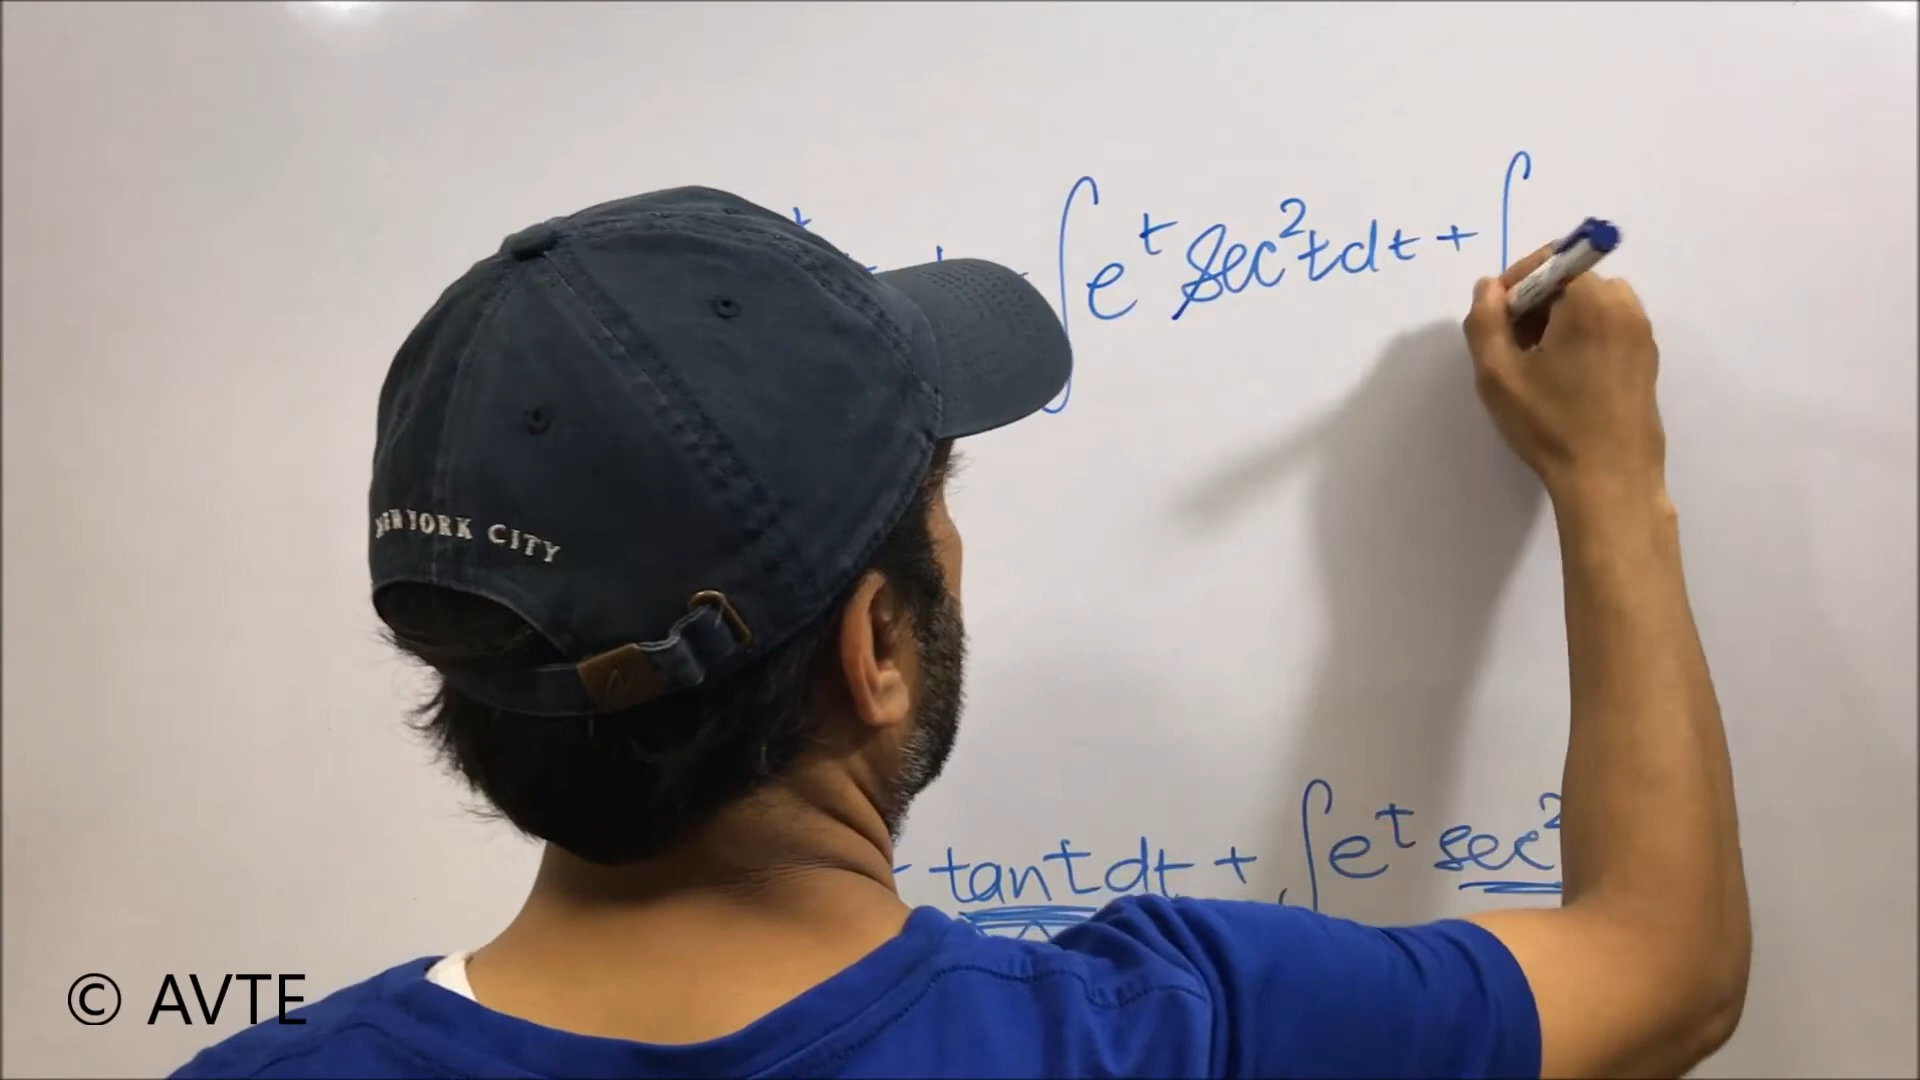 ∫e^t sec²t dt + ∫
tan t dt + ∫e^t sec²
NEW YORK CITY
© AVTE